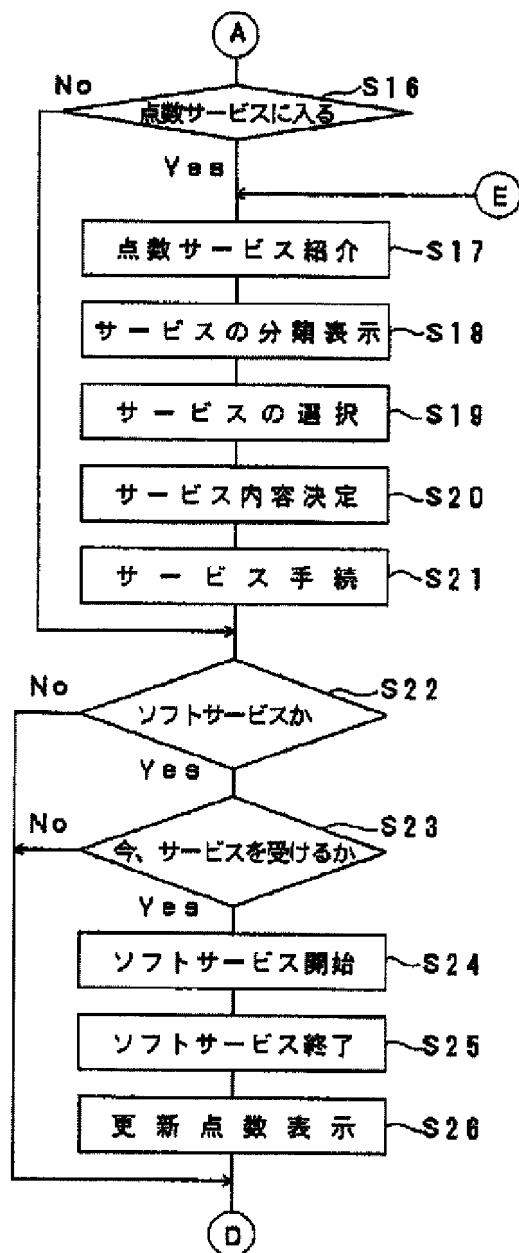 A
No
S16
点数サービスに入る
Yes
E
点数サービス紹介
S17
サービスの分類表示
S18
サービスの選択
S19
サービス内容決定
S20
サービス手続
S21
No
S22
ソフトサービスか
Yes
No
S23
今、サービスを受けるか
Yes
ソフトサービス開始
S24
ソフトサービス終了
S25
更新点数表示
S26
D